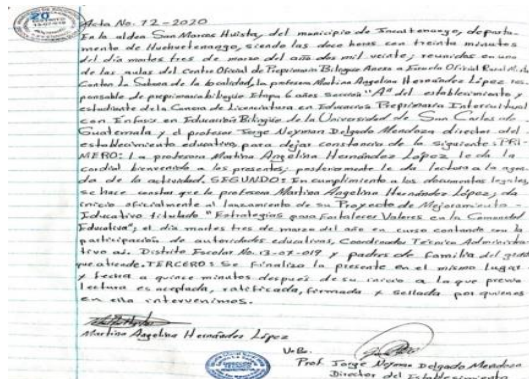 Acta No. 12-2020
En la aldea San Marcos Huista, del municipio de Jacaltenango, departa-
mento de Huehuetenango, siendo las doce horas con treinta minutos
del día martes tres de marzo del año dos mil veinte, reunidos en una
de las aulas del Centro Oficial de Preprimaria Bilingüe Anexo a Escuela Oficial Rural Mixta
Cantón La Sabana de la localidad, la profesora Martina Angelina Hernández López res-
ponsable de preprimaria bilingüe Etapa 6 años sección "A" del establecimiento y
estudiante de la Carrera de Licenciatura en Educación Preprimaria Intercultural
con Énfasis en Educación Bilingüe de la Universidad de San Carlos de
Guatemala y el profesor Jorge Neyman Delgado Mendoza director del
establecimiento educativo, para dejar constancia de la siguiente: PRI-
MERO: La profesora Martina Angelina Hernández López le da la
cordial bienvenida a los presentes, posteriormente le da lectura a la agen-
da de la actividad. SEGUNDO: En cumplimiento a los documentos legales,
se hace constar que la profesora Martina Angelina Hernández López, da
inicio oficialmente al lanzamiento de su Proyecto de Mejoramiento
Educativo titulado "Estrategias para Fortalecer Valores en la Comunidad
Educativa", el día martes tres de marzo del año en curso contando con la
participación de autoridades educativas, Coordinador Técnico Administra-
tivo del Distrito Escolar No. 13-07-019 y padres de familia del grado
que atiende. TERCERO: Se finaliza la presente en el mismo lugar
y fecha a quince minutos después de su inicio a la que previa
lectura es aceptada, ratificada, firmada y sellada por quienes
en ella intervenimos.
Martina Angelina Hernández López
Vo.Bo.
Prof. Jorge Neyman Delgado Mendoza
Director del Establecimiento